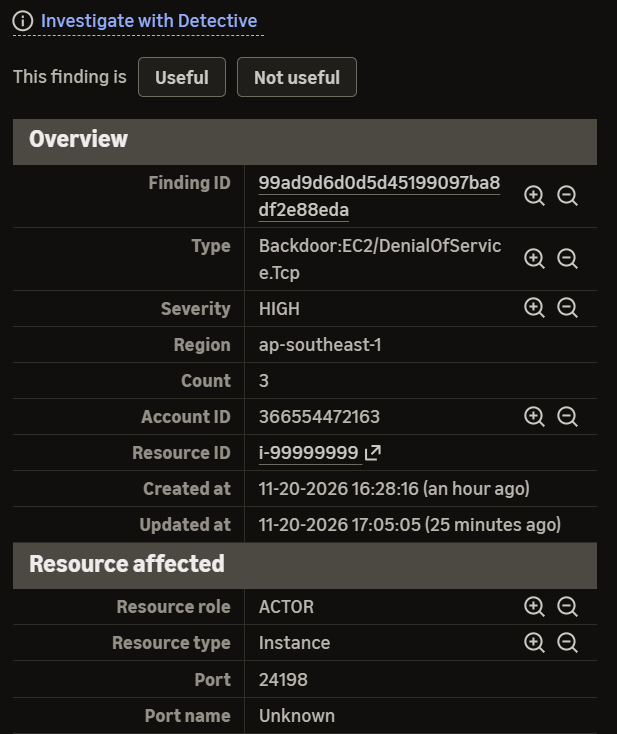 Investigate with Detective
This finding is Useful Not useful
Overview
Finding ID 99ad9d6d0d5d45199097ba8
df2e88eda
Type Backdoor:EC2/DenialOfServic
e.Tcp
Severity HIGH
Region ap-southeast-1
Count 3
Account ID 366554472163
Resource ID i-99999999
Created at 11-20-2026 16:28:16 (an hour ago)
Updated at 11-20-2026 17:05:05 (25 minutes ago)
Resource affected
Resource role ACTOR
Resource type Instance
Port 24198
Port name Unknown